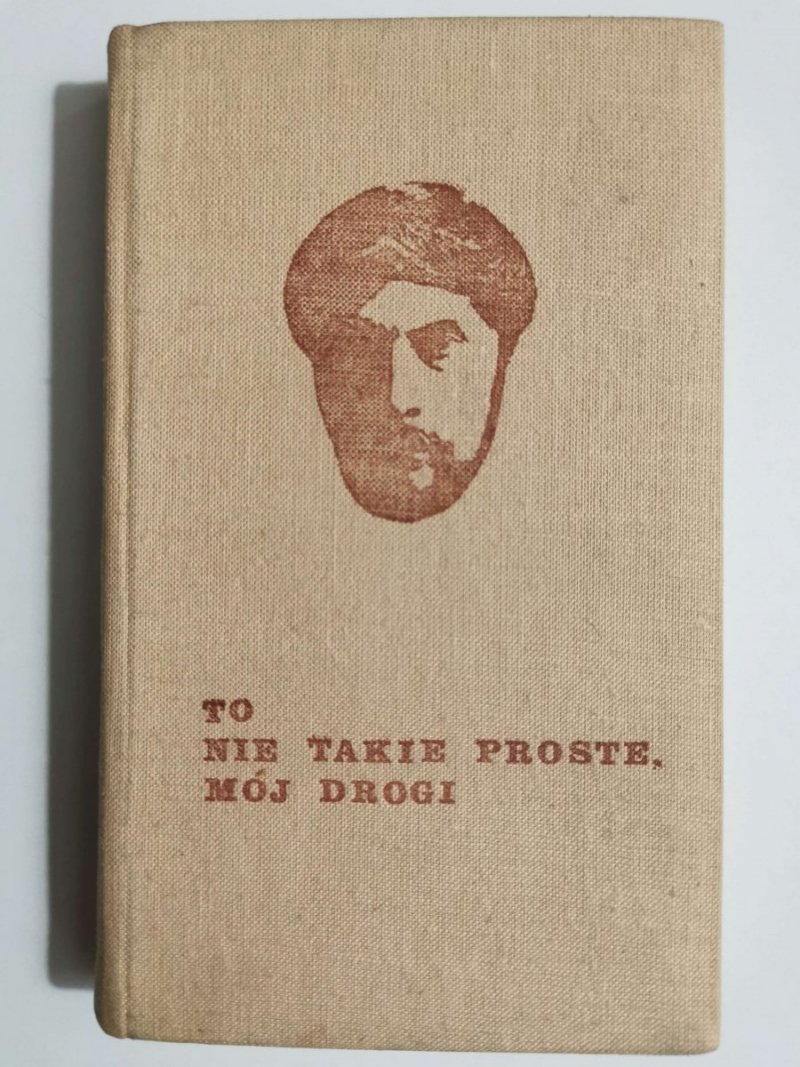 TO
NIE TAKIE PROSTE,
MÓJ DROGI